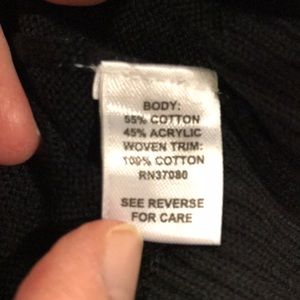 BODY:
55% COTTON
45% ACRYLIC
WOVEN TRIM:
100% COTTON
RN37080
SEE REVERSE
FOR CARE